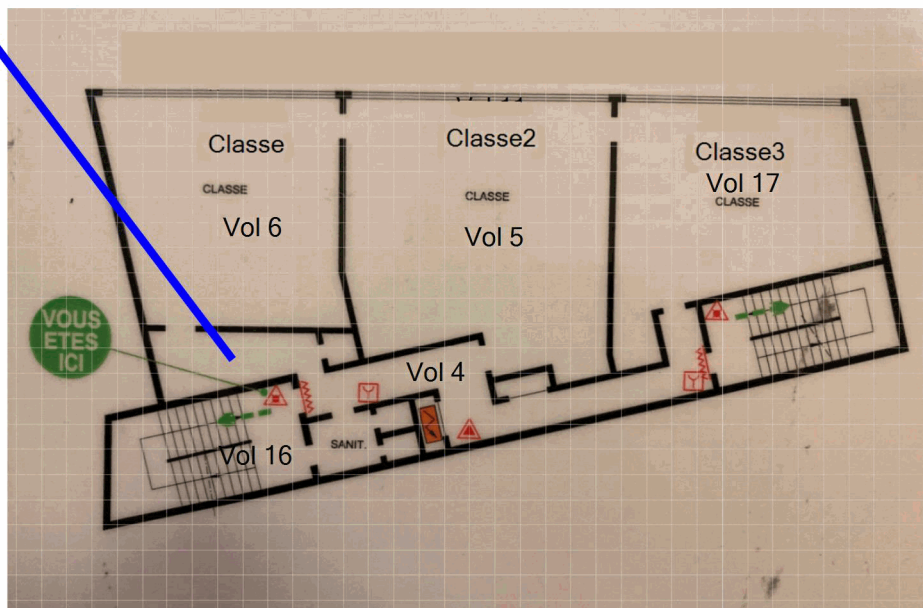 Classe
CLASSE
Vol 6
Classe2
CLASSE
Vol 5
Classe3
Vol 17
CLASSE
VOUS
ETES
ICI
Vol 4
SANIT.
Vol 16